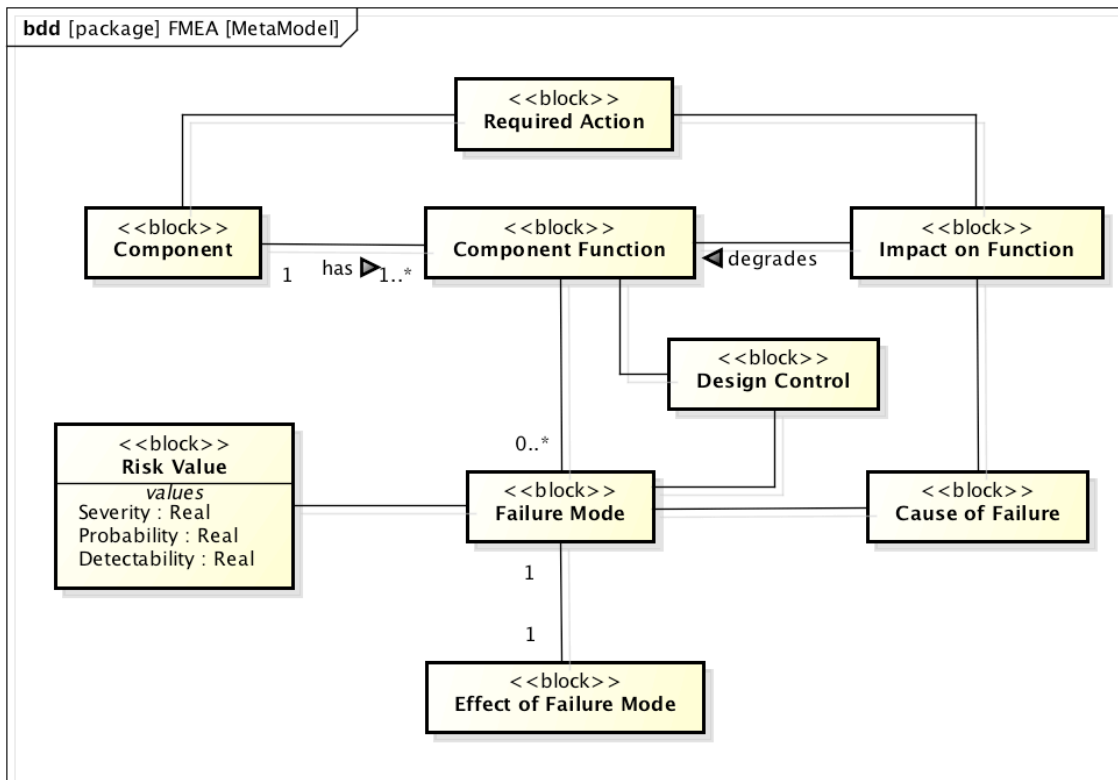 bdd [package] FMEA [MetaModel]
<<block>>
Required Action
<<block>>
Component
<<block>>
Component Function
<<block>>
Impact on Function
1
has
1..*
degrades
<<block>>
Design Control
0..*
<<block>>
Risk Value
values
Severity : Real
Probability : Real
Detectability : Real
<<block>>
Failure Mode
<<block>>
Cause of Failure
1
1
<<block>>
Effect of Failure Mode